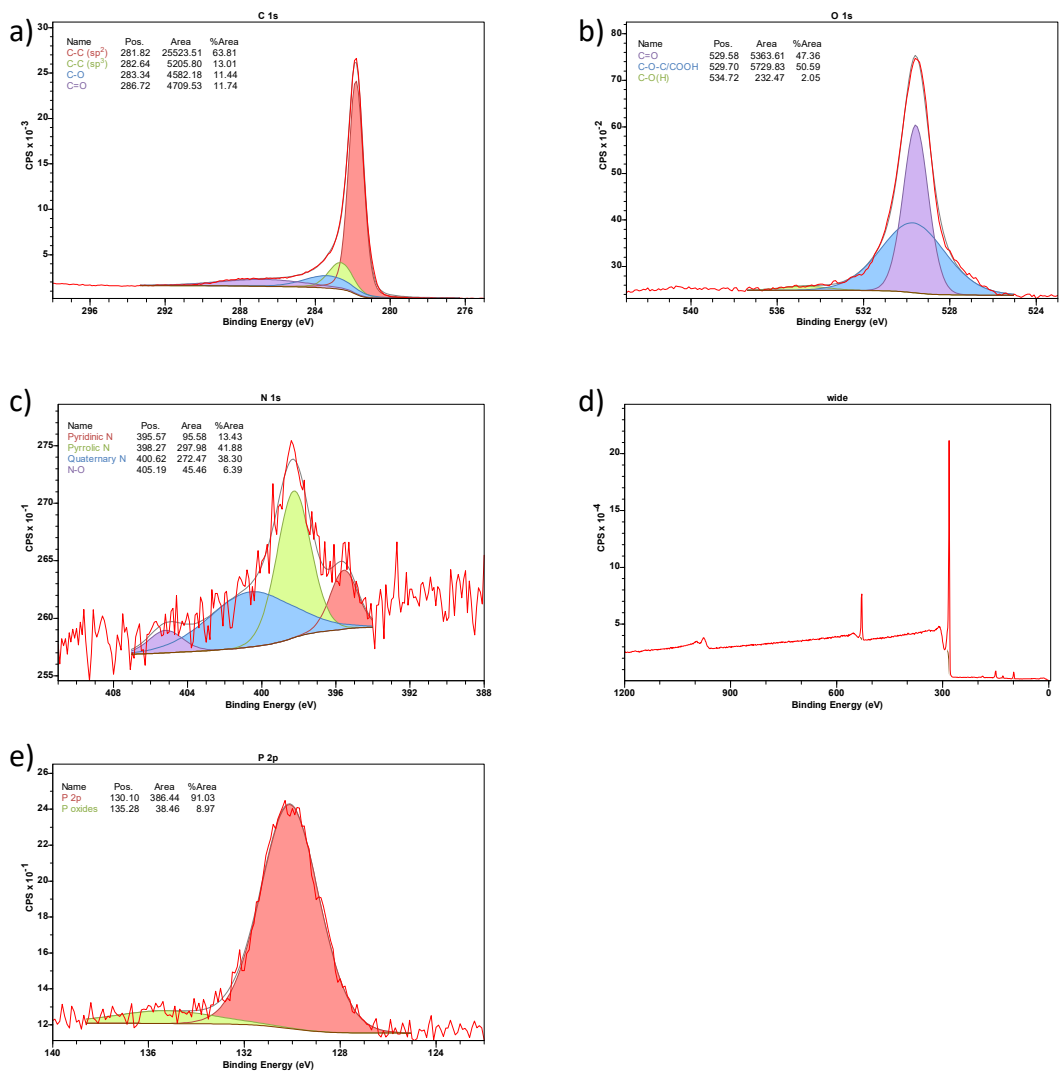 a)
C 1s
Name Pos. Area %Area
C-C (sp²) 281.82 25523.51 63.81
C-C (sp³) 282.64 5205.80 13.01
C-O 283.34 4582.18 11.44
C=O 286.72 4709.53 11.74
CPS x 10⁻³
30
25
20
15
10
5
296 292 288 284 280 276
Binding Energy (eV)
b)
O 1s
Name Pos. Area %Area
C=O 529.58 5363.61 47.36
C-O-C/COOH 529.70 5729.83 50.59
C-O(H) 534.72 232.47 2.05
CPS x 10⁻²
80
70
60
50
40
30
540 536 532 528 524
Binding Energy (eV)
c)
N 1s
Name Pos. Area %Area
Pyridinic N 395.57 95.58 13.43
Pyrrolic N 398.27 297.98 41.88
Quaternary N 400.62 272.47 38.30
N-O 405.19 45.46 6.39
CPS x 10⁻¹
275
270
265
260
255
408 404 400 396 392 388
Binding Energy (eV)
d)
wide
CPS x 10⁻⁴
20
15
10
5
1200 900 600 300 0
Binding Energy (eV)
e)
P 2p
Name Pos. Area %Area
P 2p 130.10 386.44 91.03
P oxides 135.28 38.46 8.97
CPS x 10⁻¹
26
24
22
20
18
16
14
12
140 136 132 128 124
Binding Energy (eV)